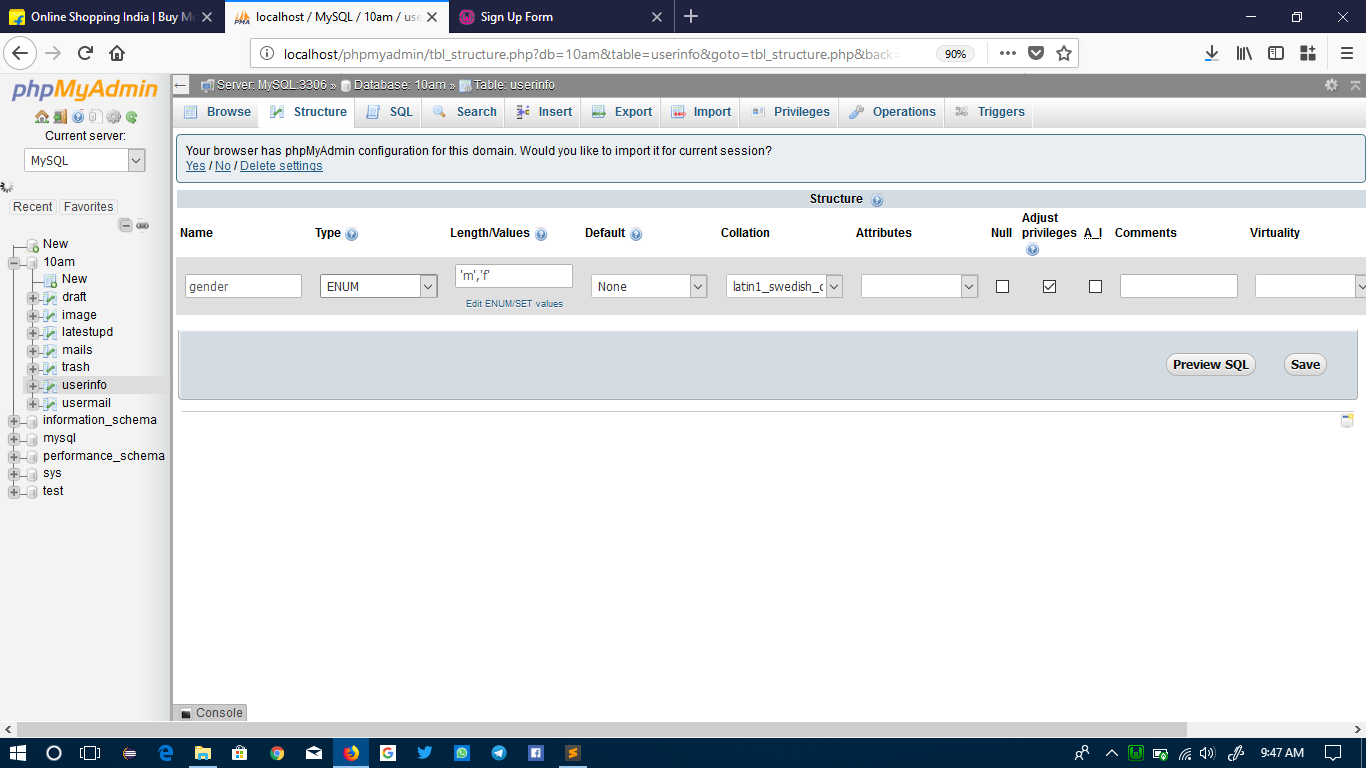 Online Shopping India | Buy Mo
localhost / MySQL / 10am / use
Sign Up Form
localhost/phpmyadmin/tbl_structure.php?db=10am&table=userinfo&goto=tbl_structure.php&back=
90%
phpMyAdmin
Current server:
MySQL
Recent Favorites
New
10am
New
draft
image
latestupd
mails
trash
userinfo
usermail
information_schema
mysql
performance_schema
sys
test
Server: MySQL:3306 » Database: 10am » Table: userinfo
Browse Structure SQL Search Insert Export Import Privileges Operations Triggers
Your browser has phpMyAdmin configuration for this domain. Would you like to import it for current session?
Yes / No / Delete settings
Structure
Name Type Length/Values Default Collation Attributes Null Adjust privileges A_I Comments Virtuality
gender ENUM 'm','f' None latin1_swedish_c
Edit ENUM/SET values
Preview SQL Save
Console
9:47 AM